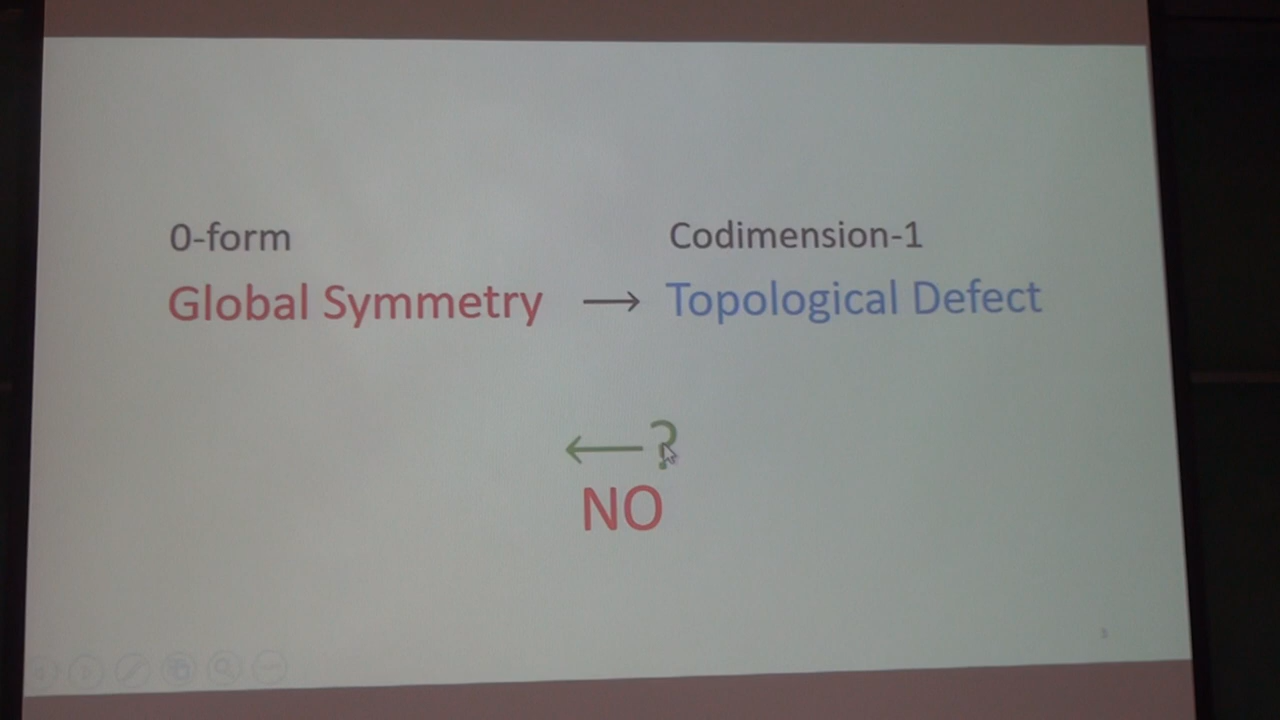 0-form
Codimension-1
Global Symmetry → Topological Defect
←?
NO